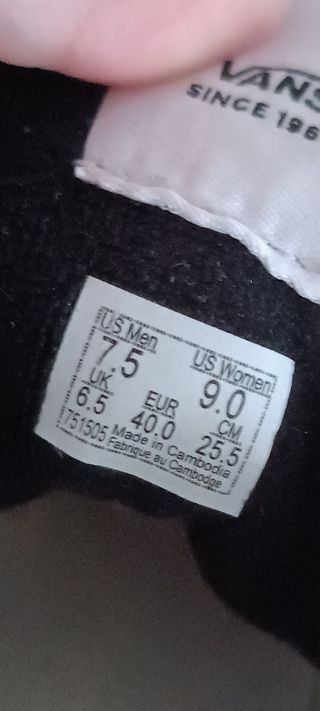 VANS
SINCE 196
US Men US Women
7.5 9.0
UK EUR CM
6.5 40.0 25.5
751505 Made in Cambodia
Fabrique au Cambodge